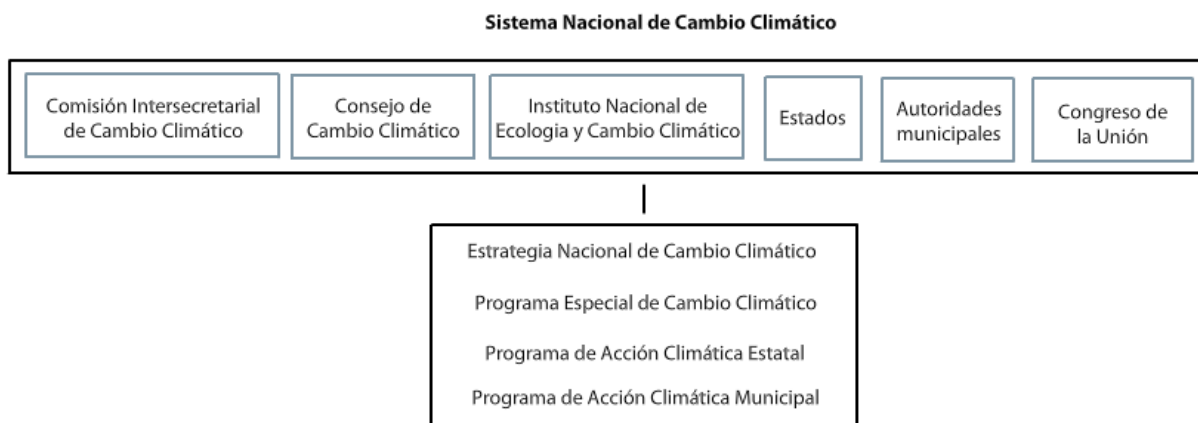 Sistema Nacional de Cambio Climático
Comisión Intersecretarial
de Cambio Climático
Consejo de
Cambio Climático
Instituto Nacional de
Ecologia y Cambio Climático
Estados
Autoridades
municipales
Congreso de
la Unión
Estrategia Nacional de Cambio Climático
Programa Especial de Cambio Climático
Programa de Acción Climática Estatal
Programa de Acción Climática Municipal